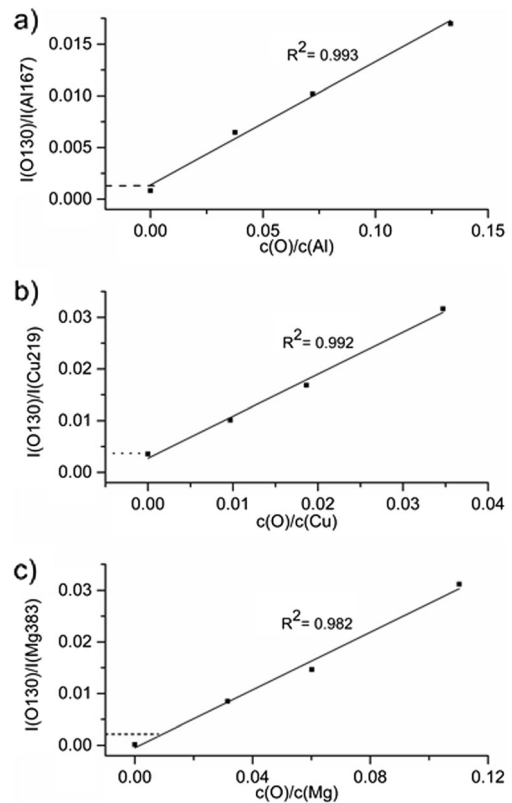 a)
I(O130)/I(Al167)
0.015
0.010
0.005
0.000
R2 = 0.993
0.00 0.05 0.10 0.15
c(O)/c(Al)
b)
I(O130)/I(Cu219)
0.03
0.02
0.01
0.00
R2 = 0.992
0.00 0.01 0.02 0.03 0.04
c(O)/c(Cu)
c)
I(O130)/I(Mg383)
0.03
0.02
0.01
0.00
R2 = 0.982
0.00 0.04 0.08 0.12
c(O)/c(Mg)